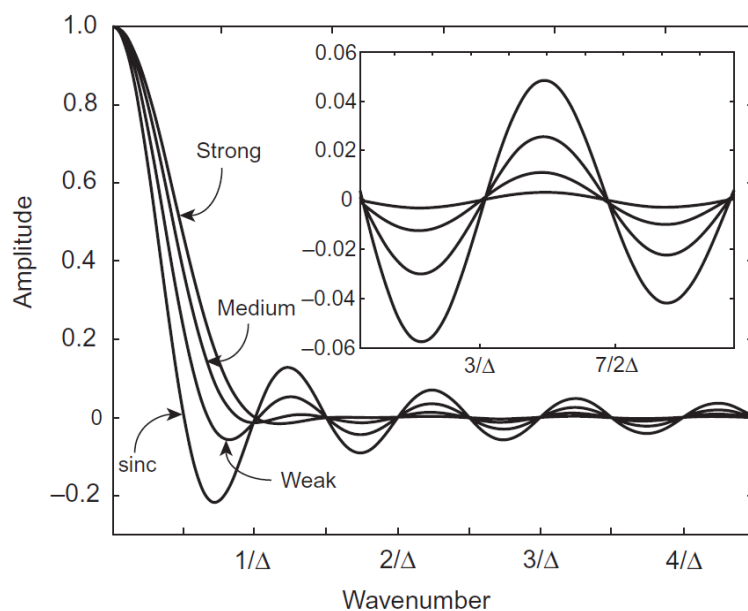 1.0
0.8
0.6
0.4
0.2
0
–0.2
Amplitude
Strong
Medium
sinc
Weak
0.06
0.04
0.02
0
–0.02
–0.04
–0.06
3/Δ
7/2Δ
1/Δ
2/Δ
3/Δ
4/Δ
Wavenumber